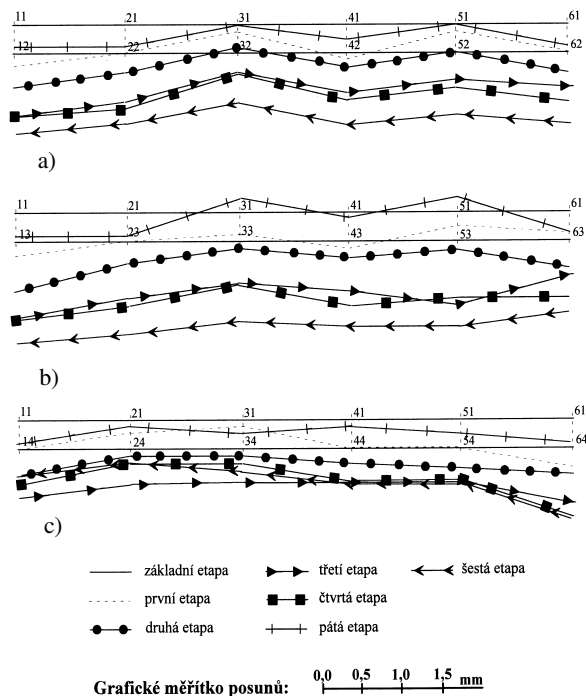 11 21 31 41 51 61
12 22 32 42 52 62
a)
11 21 31 41 51 61
13 23 33 43 53 63
b)
11 21 31 41 51 61
14 24 34 44 54 64
c)
základní etapa třetí etapa šestá etapa
první etapa čtvrtá etapa
druhá etapa pátá etapa
Grafické měřítko posunů: 0,0 0,5 1,0 1,5 mm